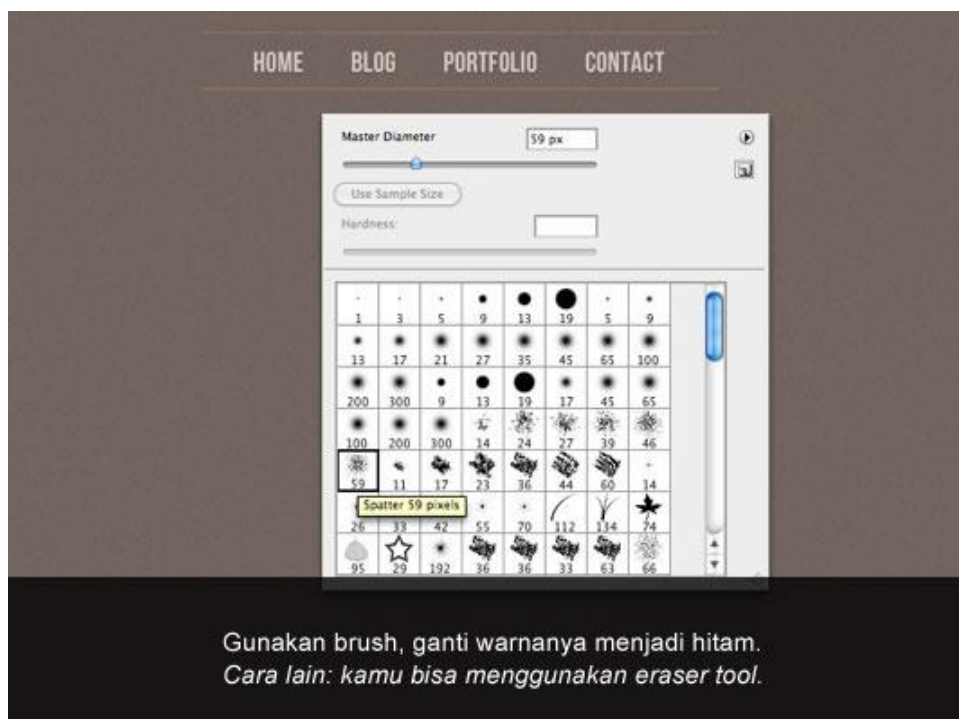 HOME BLOG PORTFOLIO CONTACT
Master Diameter 59 px
Use Sample Size
Hardness:
1 3 5 9 13 19 5 9
13 17 21 27 35 45 65 100
200 300 9 13 19 17 45 65
100 200 300 14 24 27 39 46
59 11 17 23 36 44 60 14
Spatter 59 pixels
26 33 42 55 70 112 134 74
95 29 192 36 36 33 63 66
Gunakan brush, ganti warnanya menjadi hitam.
Cara lain: kamu bisa menggunakan eraser tool.